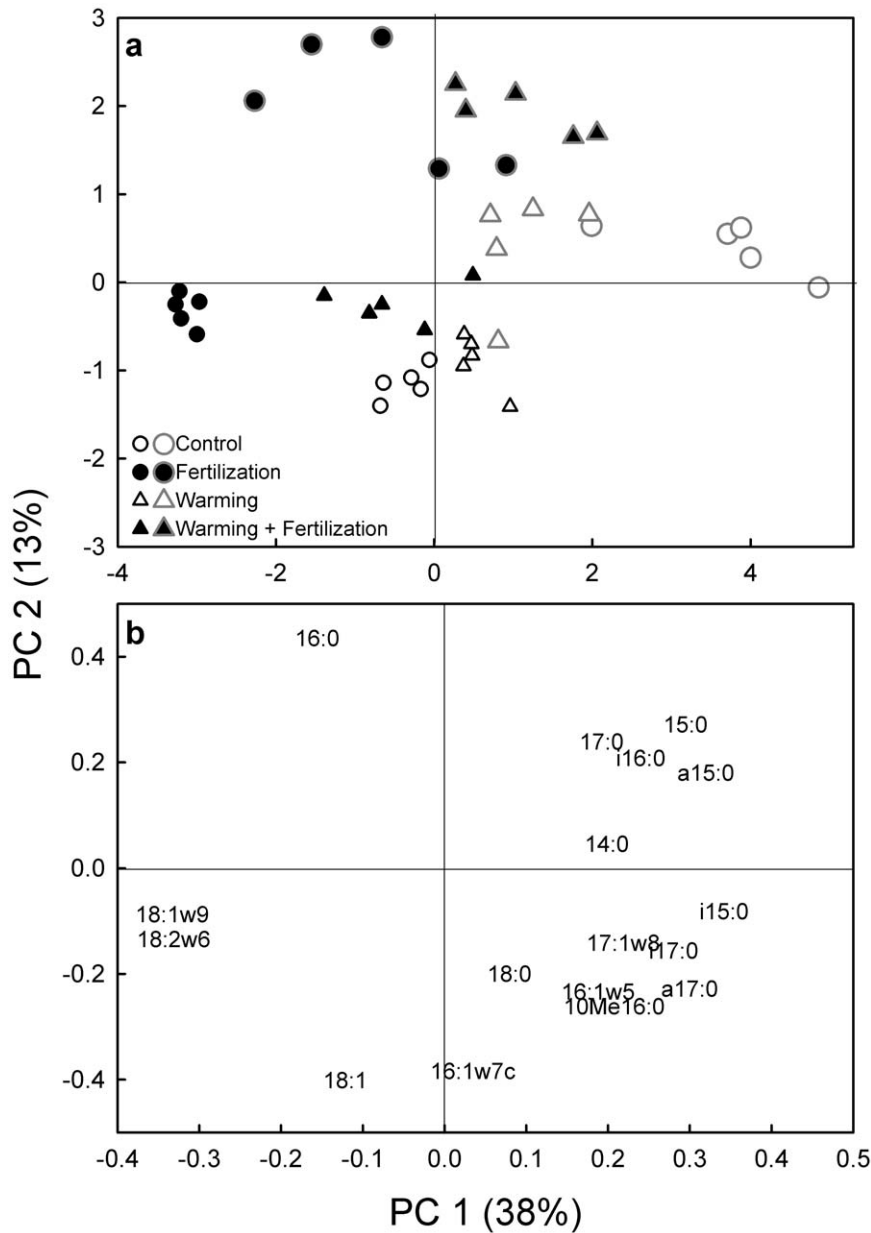 a
3
2
1
0
-1
-2
-3
Control
Fertilization
Warming
Warming + Fertilization
-4 -2 0 2 4
PC 2 (13%)
b
0.4
0.2
0.0
-0.2
-0.4
16:0
15:0
17:0
i16:0
a15:0
14:0
18:1w9
i15:0
18:2w6
17:1w8
i17:0
18:0
16:1w5
a17:0
10Me16:0
18:1
16:1w7c
-0.4 -0.3 -0.2 -0.1 0.0 0.1 0.2 0.3 0.4 0.5
PC 1 (38%)